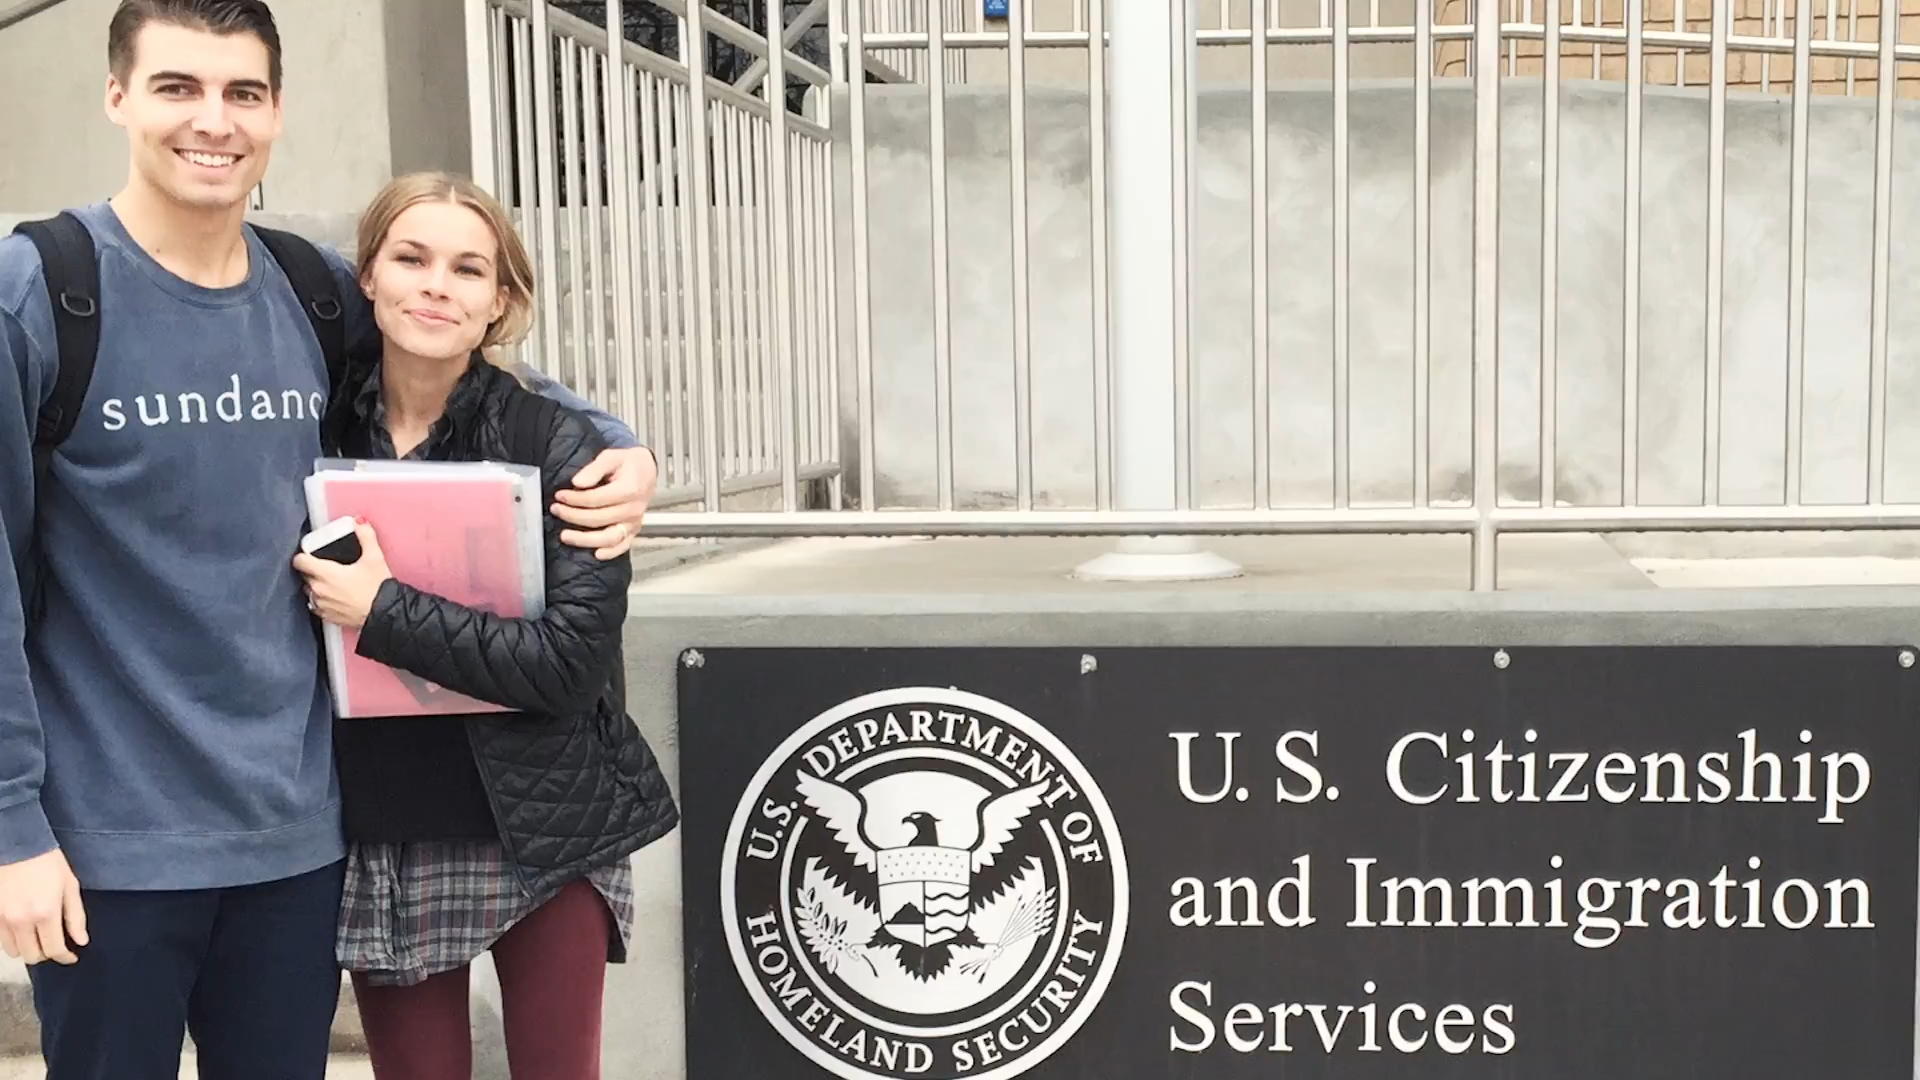 sundanc
U.S. DEPARTMENT OF
HOMELAND SECURITY
U. S. Citizenship
and Immigration
Services